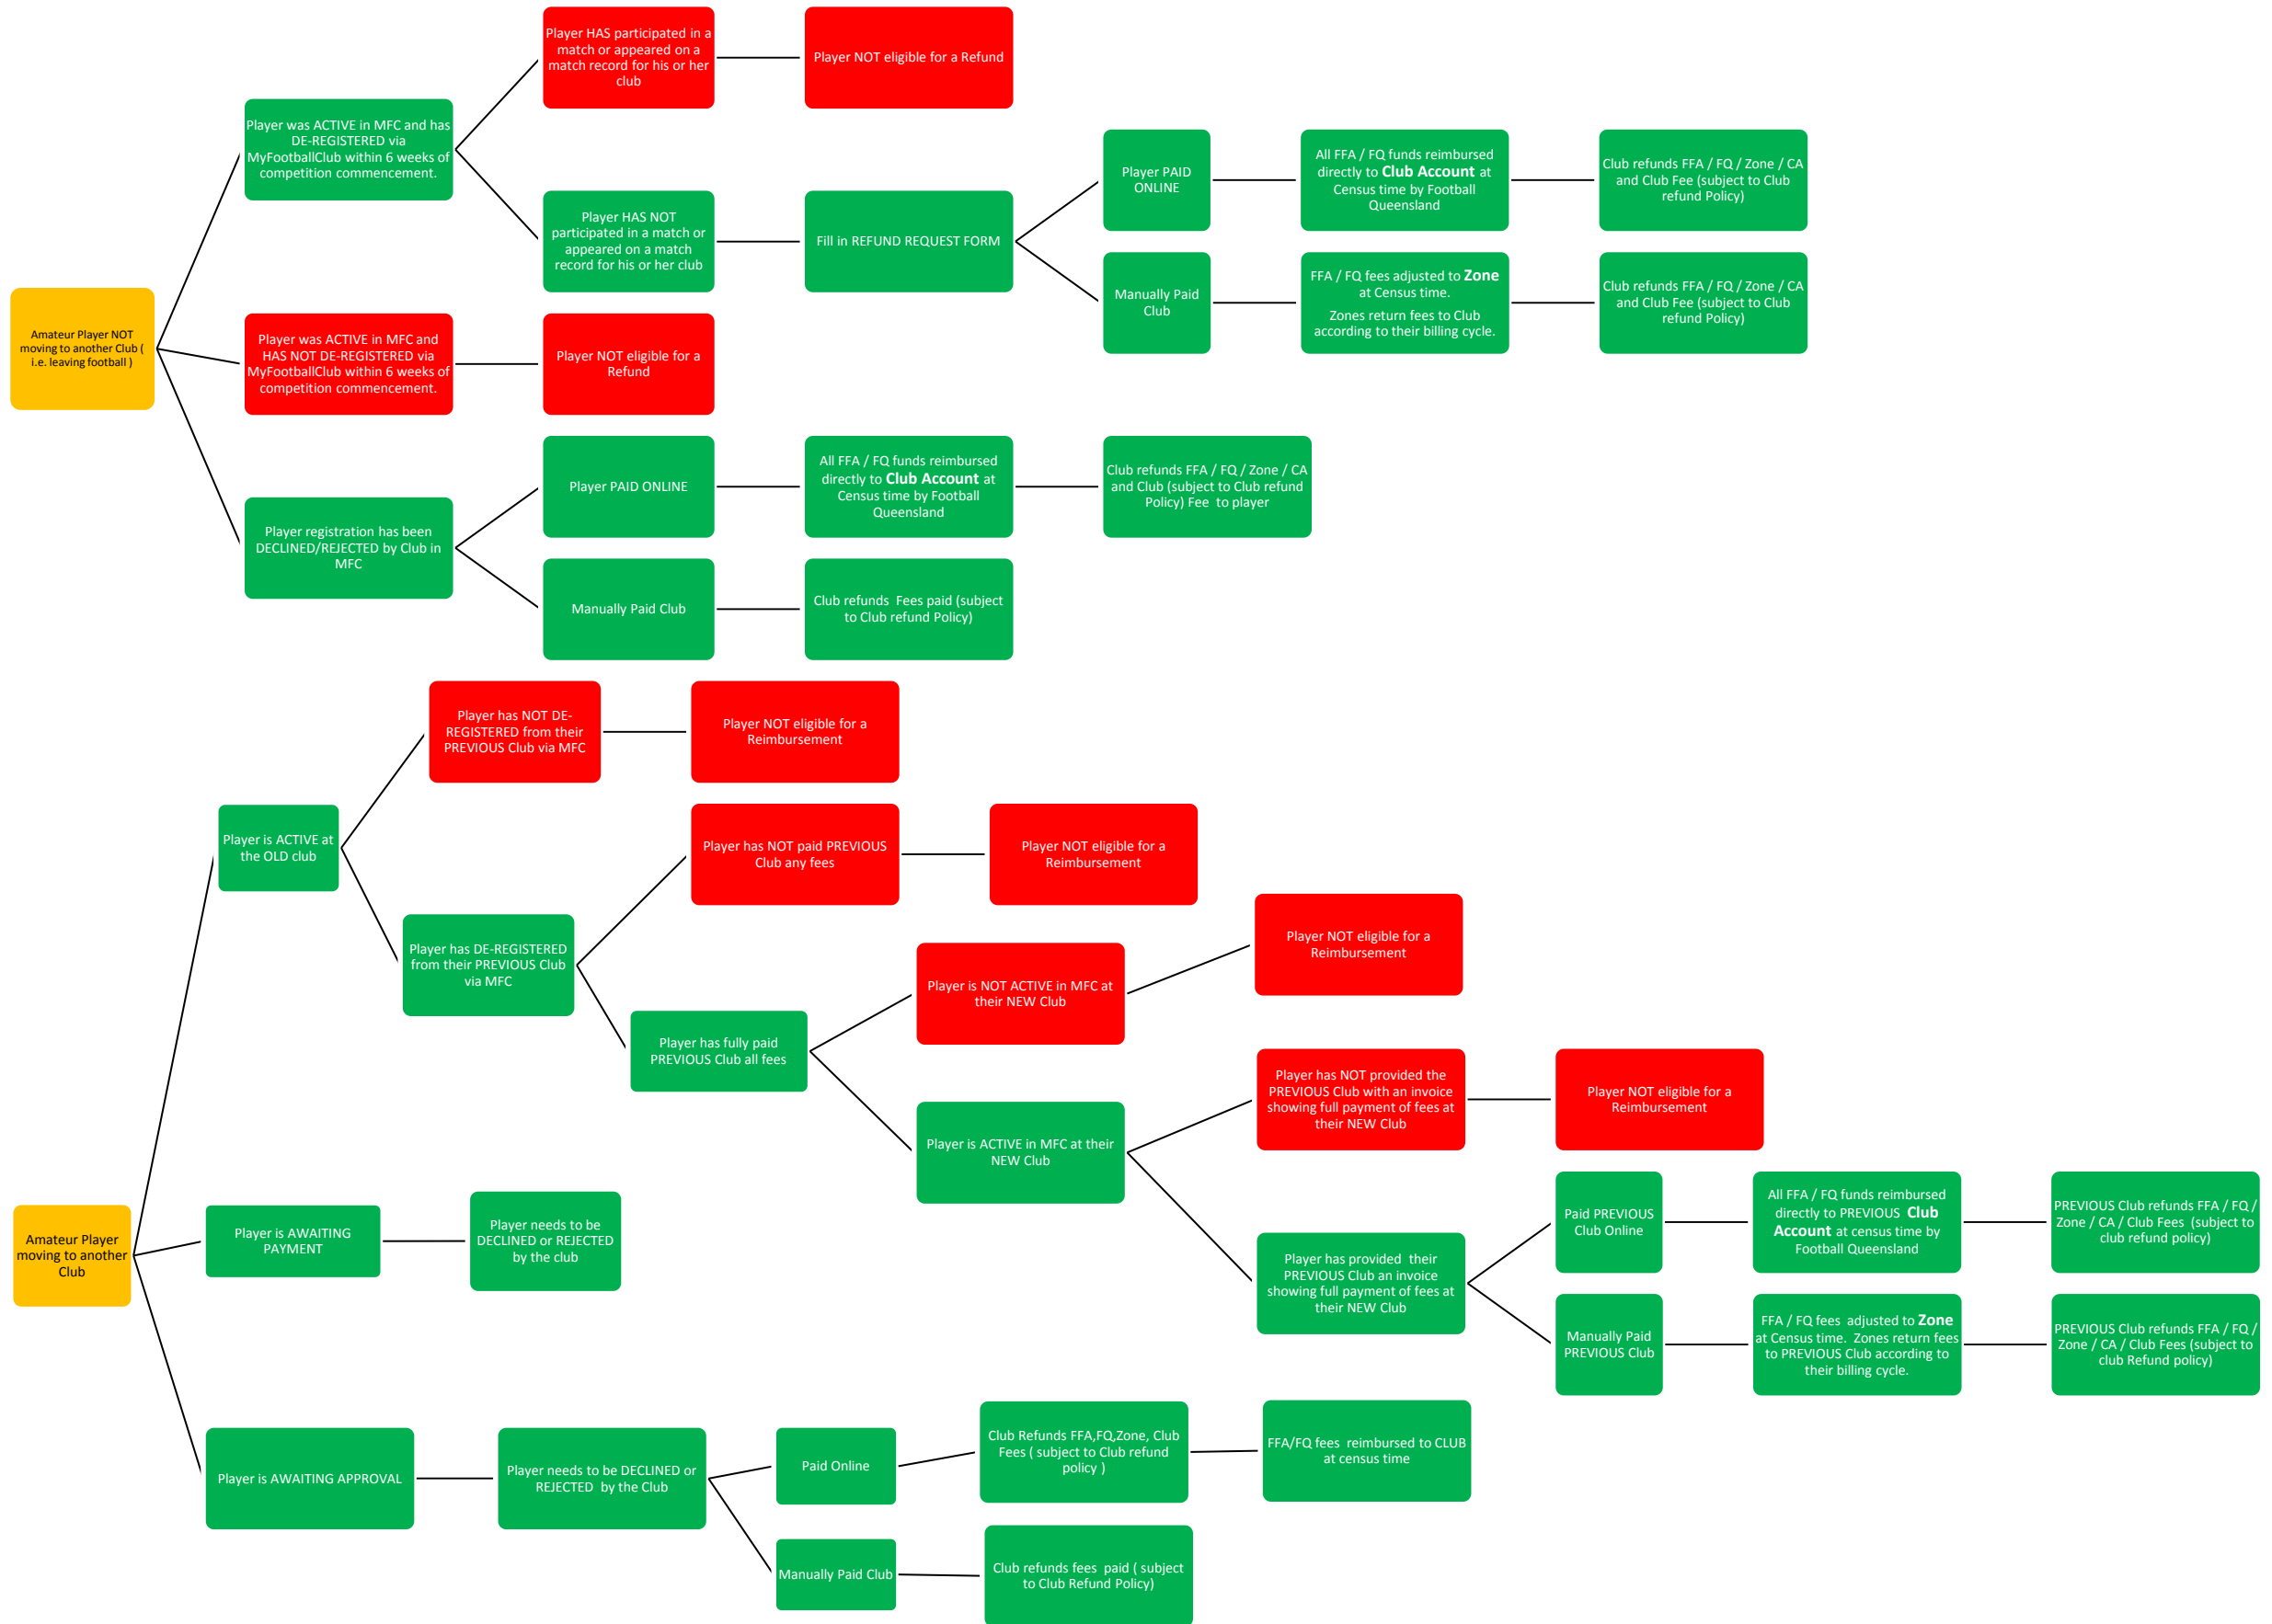 Player HAS participated in a
match or appeared on a
match record for his or her
club
Player NOT eligible for a Refund
Player was ACTIVE in MFC and has
DE-REGISTERED via
MyFootballClub within 6 weeks of
competition commencement.
Player HAS NOT
participated in a match or
appeared on a match
record for his or her club
Fill in REFUND REQUEST FORM
Player PAID
ONLINE
All FFA / FQ funds reimbursed
directly to Club Account at
Census time by Football
Queensland
Club refunds FFA / FQ / Zone / CA
and Club Fee (subject to Club
refund Policy)
Manually Paid
Club
FFA / FQ fees adjusted to Zone
at Census time.
Zones return fees to Club
according to their billing cycle.
Club refunds FFA / FQ / Zone / CA
and Club Fee (subject to Club
refund Policy)
Amateur Player NOT
moving to another Club (
i.e. leaving football )
Player was ACTIVE in MFC and
HAS NOT DE-REGISTERED via
MyFootballClub within 6 weeks of
competition commencement.
Player NOT eligible for a
Refund
Player registration has been
DECLINED/REJECTED by Club in
MFC
Player PAID ONLINE
All FFA / FQ funds reimbursed
directly to Club Account at
Census time by Football
Queensland
Club refunds FFA / FQ / Zone / CA
and Club (subject to Club refund
Policy) Fee  to player
Manually Paid Club
Club refunds  Fees paid (subject
to Club refund Policy)
Player has NOT DE-
REGISTERED from their
PREVIOUS Club via MFC
Player NOT eligible for a
Reimbursement
Player is ACTIVE at
the OLD club
Player has NOT paid PREVIOUS
Club any fees
Player NOT eligible for a
Reimbursement
Player has DE-REGISTERED
from their PREVIOUS Club
via MFC
Player is NOT ACTIVE in MFC at
their NEW Club
Player NOT eligible for a
Reimbursement
Player has fully paid
PREVIOUS Club all fees
Player has NOT provided the
PREVIOUS Club with an invoice
showing full payment of fees at
their NEW Club
Player NOT eligible for a
Reimbursement
Player is ACTIVE in MFC at their
NEW Club
Player has provided  their
PREVIOUS Club an invoice
showing full payment of fees at
their NEW Club
Paid PREVIOUS
Club Online
All FFA / FQ funds reimbursed
directly to PREVIOUS  Club
Account at census time by
Football Queensland
PREVIOUS Club refunds FFA / FQ /
Zone / CA / Club Fees  (subject to
club refund policy)
Manually Paid
PREVIOUS Club
FFA / FQ fees  adjusted to Zone
at Census time.  Zones return fees
to PREVIOUS Club according to
their billing cycle.
PREVIOUS Club refunds FFA / FQ /
Zone / CA / Club Fees (subject to
club Refund policy)
Amateur Player
moving to another
Club
Player is AWAITING
PAYMENT
Player needs to be
DECLINED or REJECTED
by the club
Player is AWAITING APPROVAL
Player needs to be DECLINED or
REJECTED  by the Club
Paid Online
Club Refunds FFA,FQ,Zone, Club
Fees ( subject to Club refund
policy )
FFA/FQ fees  reimbursed to CLUB
at census time
Manually Paid Club
Club refunds fees  paid ( subject
to Club Refund Policy)